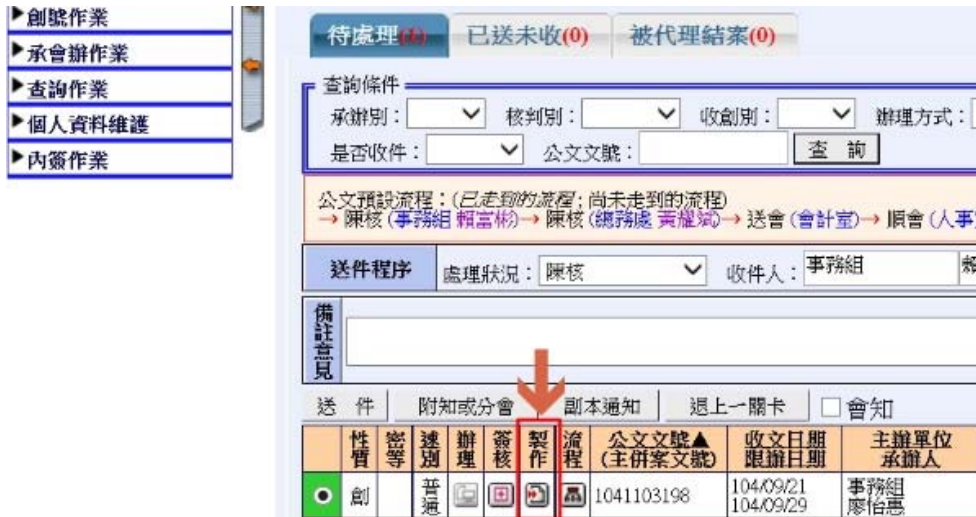 ▶創號作業
▶承會辦作業
▶查詢作業
▶個人資料維護
▶內簽作業
待處理(1) 已送未收(0) 被代理結案(0)
查詢條件
承辦別： 核判別： 收創別： 辦理方式：
是否收件： 公文文號： 查 詢
公文預設流程：(已走到的流程；尚未走到的流程)
→ 陳核 (事務組 賴富彬)→ 陳核 (總務處 黃耀斌)→ 送會 (會計室)→ 順會 (人事
送件程序 處理狀況： 陳核 收件人： 事務組
備註意見
送 件 附知或分會 副本通知 退上一關卡 會知
性質 密等 速別 辦理 簽核 製作 流程 公文文號▲ 收文日期 主辦單位
(主併案文號) 限辦日期 承辦人
創 普通 1041103198 104/09/21 事務組
104/09/29 廖怡惠